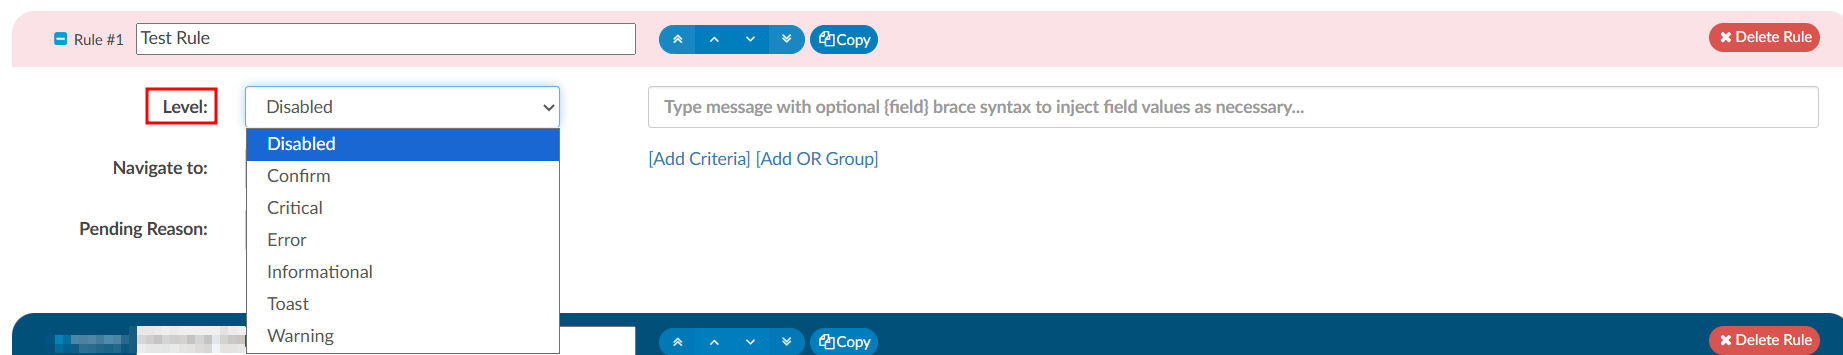 Rule #1 Test Rule Copy Delete Rule
Level: Disabled Type message with optional {field} brace syntax to inject field values as necessary...
Disabled
[Add Criteria] [Add OR Group]
Navigate to:
Confirm
Critical
Pending Reason:
Error
Informational
Toast
Warning
Copy Delete Rule